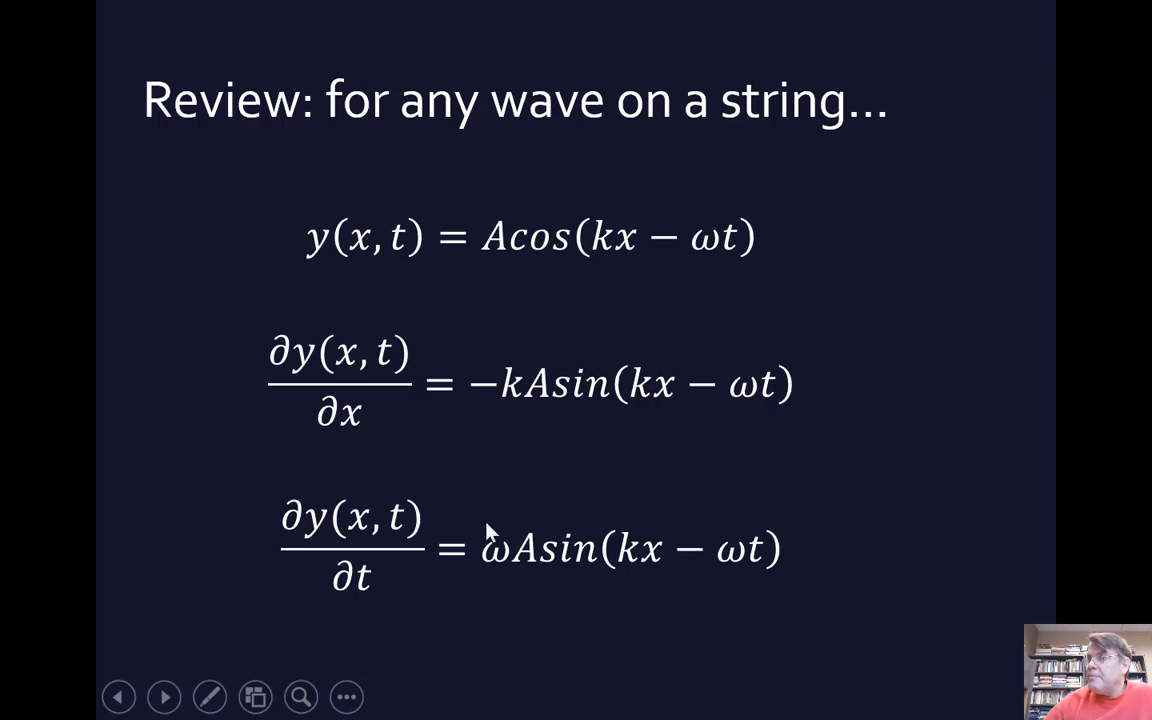 Review: for any wave on a string...
y(x, t) = Acos(kx − ωt)
∂y(x, t)/∂x = −kAsin(kx − ωt)
∂y(x, t)/∂t = ωAsin(kx − ωt)